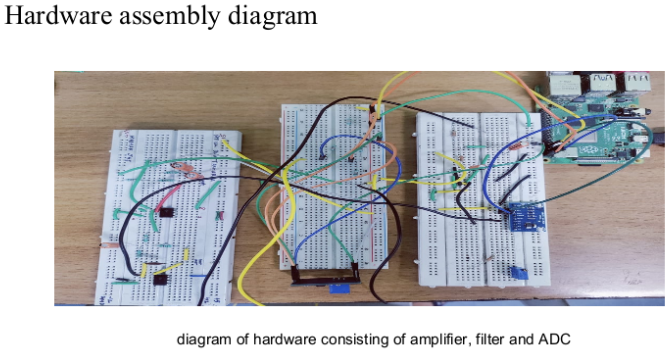 Hardware assembly diagram
diagram of hardware consisting of amplifier, filter and ADC